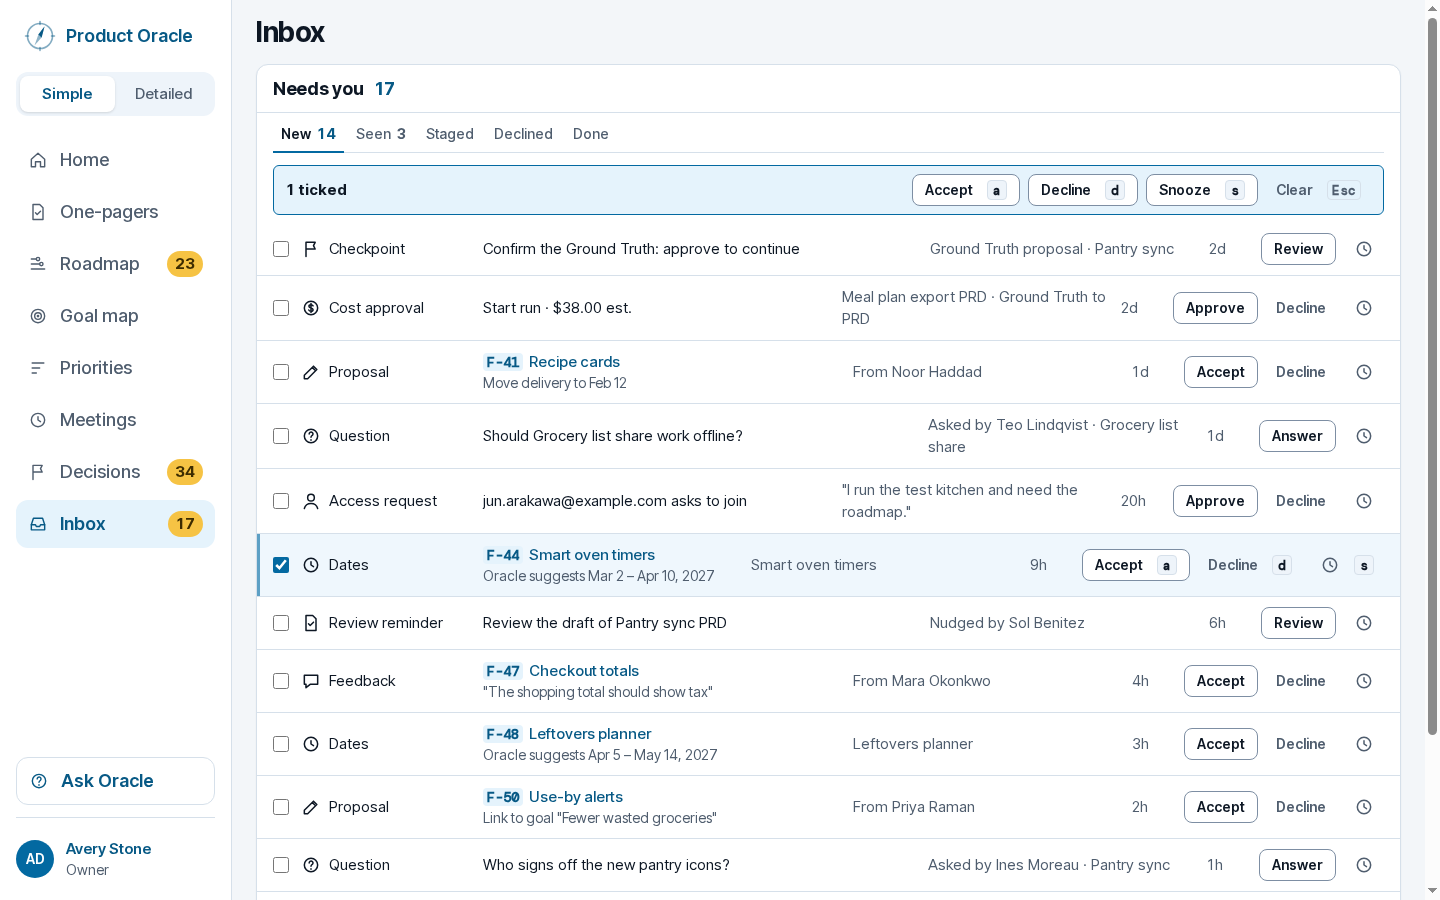 Product Oracle
Simple Detailed
Home
One-pagers
Roadmap 23
Goal map
Priorities
Meetings
Decisions 34
Inbox 17
Ask Oracle
AD
Avery Stone
Owner
Inbox
Needs you 17
New 14 Seen 3 Staged Declined Done
1 ticked Accept a Decline d Snooze s Clear Esc
Checkpoint Confirm the Ground Truth: approve to continue Ground Truth proposal · Pantry sync 2d Review
Cost approval Start run · $38.00 est. Meal plan export PRD · Ground Truth to
PRD 2d Approve Decline
Proposal F-41 Recipe cards
Move delivery to Feb 12 From Noor Haddad 1d Accept Decline
Question Should Grocery list share work offline? Asked by Teo Lindqvist · Grocery list
share 1d Answer
Access request jun.arakawa@example.com asks to join "I run the test kitchen and need the
roadmap." 20h Approve Decline
Dates F-44 Smart oven timers
Oracle suggests Mar 2 – Apr 10, 2027 Smart oven timers 9h Accept a Decline d s
Review reminder Review the draft of Pantry sync PRD Nudged by Sol Benitez 6h Review
Feedback F-47 Checkout totals
"The shopping total should show tax" From Mara Okonkwo 4h Accept Decline
Dates F-48 Leftovers planner
Oracle suggests Apr 5 – May 14, 2027 Leftovers planner 3h Accept Decline
Proposal F-50 Use-by alerts
Link to goal "Fewer wasted groceries" From Priya Raman 2h Accept Decline
Question Who signs off the new pantry icons? Asked by Ines Moreau · Pantry sync 1h Answer